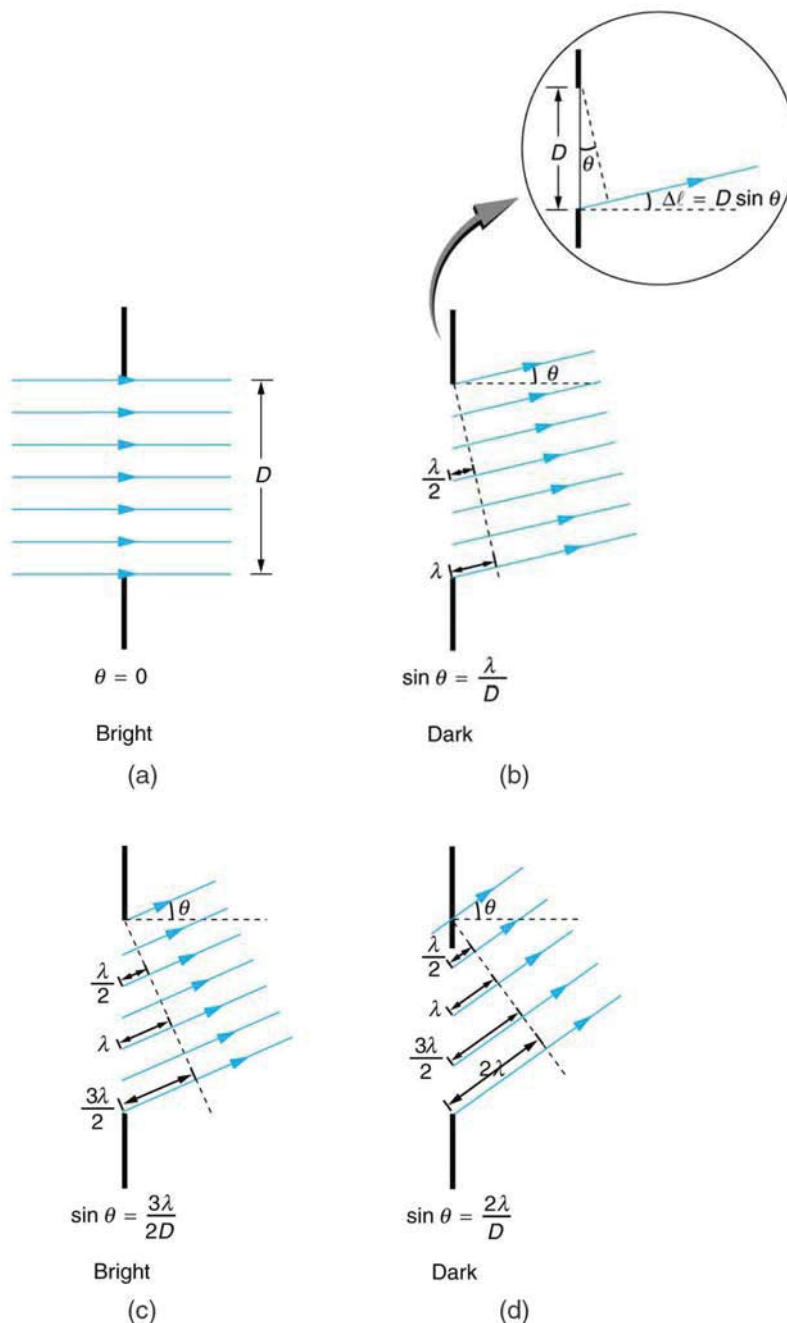 D
θ
Δℓ = D sin θ
D
θ = 0
Bright
(a)
θ
λ/2
λ
sin θ = λ/D
Dark
(b)
θ
λ/2
λ
3λ/2
sin θ = 3λ/2D
Bright
(c)
θ
λ/2
λ
3λ/2
2λ
sin θ = 2λ/D
Dark
(d)